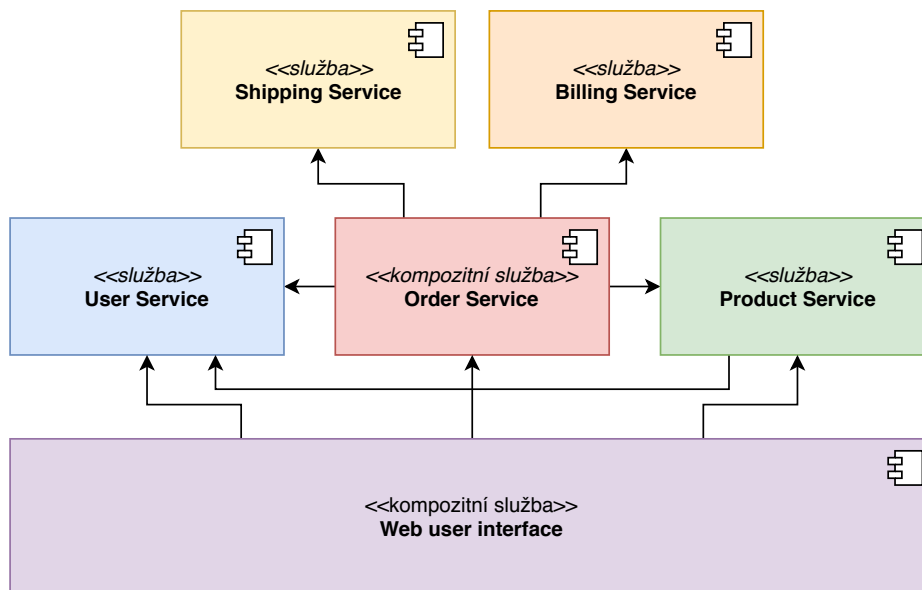 <<služba>>
Shipping Service
<<služba>>
Billing Service
<<služba>>
User Service
<<kompozitní služba>>
Order Service
<<služba>>
Product Service
<<kompozitní služba>>
Web user interface